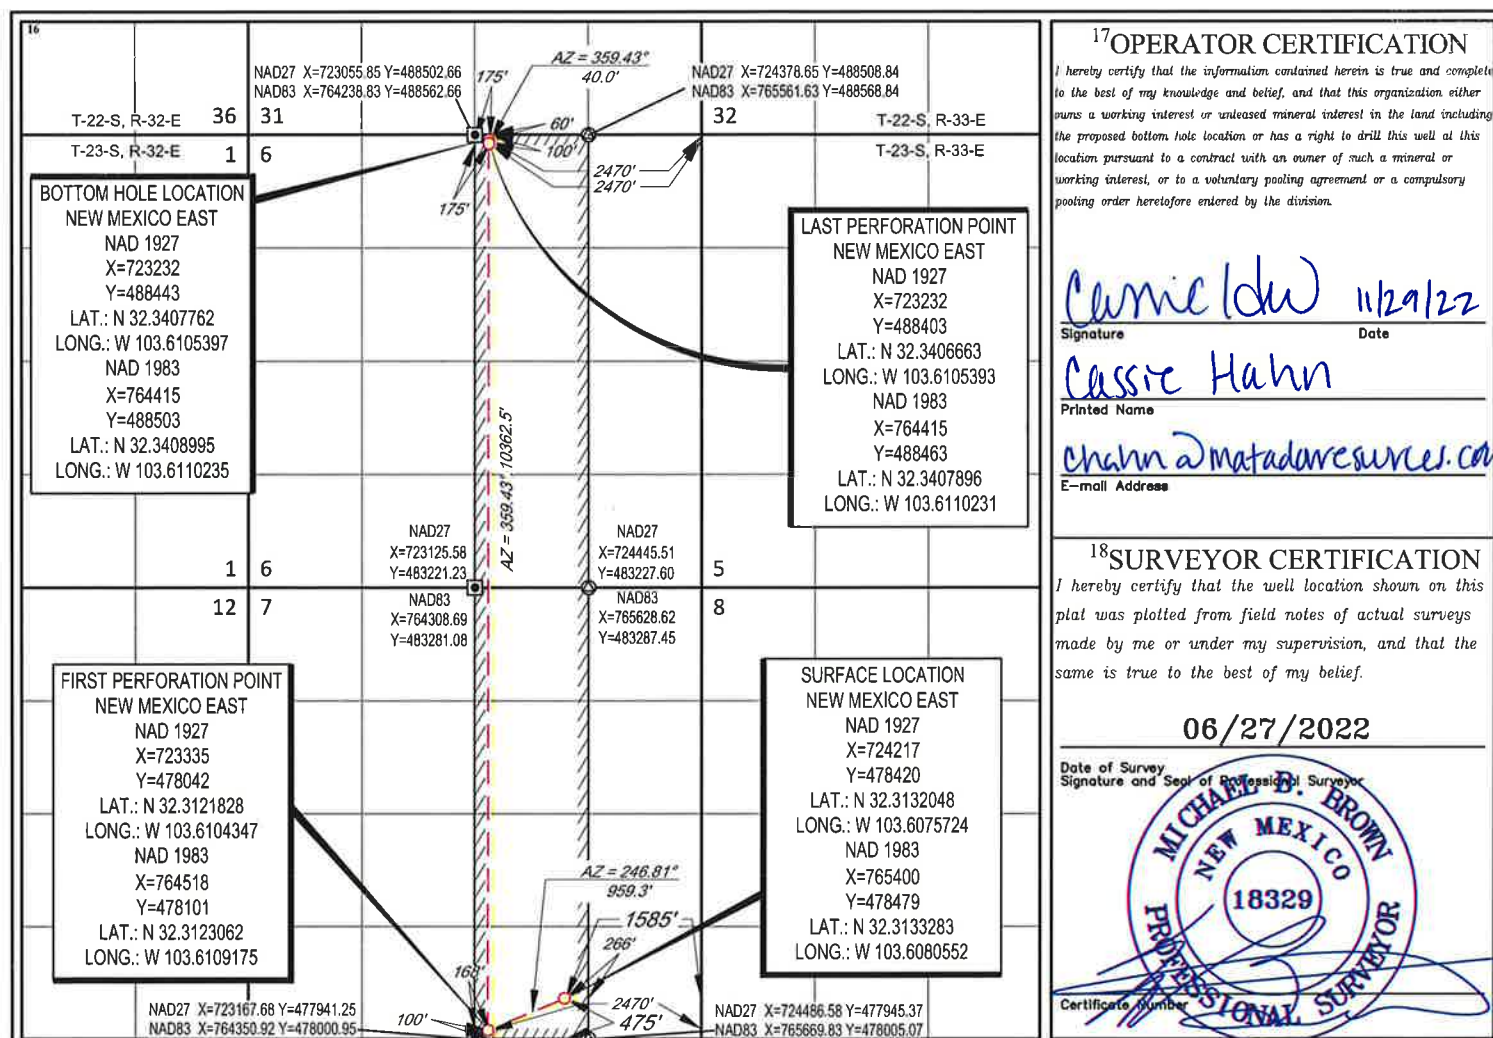 16
AZ = 359.43°
40.0'
NAD27 X=723055.85 Y=488502.66
NAD83 X=764238.83 Y=488562.66
175'
NAD27 X=724378.65 Y=488508.84
NAD83 X=765561.63 Y=488568.84
T-22-S, R-32-E 36 31
60'
32 T-22-S, R-33-E
T-23-S, R-32-E 1 6
100'
T-23-S, R-33-E
2470'
2470'
175'
BOTTOM HOLE LOCATION
NEW MEXICO EAST
NAD 1927
X=723232
Y=488443
LAT.: N 32.3407762
LONG.: W 103.6105397
NAD 1983
X=764415
Y=488503
LAT.: N 32.3408995
LONG.: W 103.6110235
LAST PERFORATION POINT
NEW MEXICO EAST
NAD 1927
X=723232
Y=488403
LAT.: N 32.3406663
LONG.: W 103.6105393
NAD 1983
X=764415
Y=488463
LAT.: N 32.3407896
LONG.: W 103.6110231
AZ = 359.43° 10362.5'
NAD27
X=723125.58
Y=483221.23
NAD27
X=724445.51
Y=483227.60
1 6
5
12 7
8
NAD83
X=764308.69
Y=483281.08
NAD83
X=765628.62
Y=483287.45
FIRST PERFORATION POINT
NEW MEXICO EAST
NAD 1927
X=723335
Y=478042
LAT.: N 32.3121828
LONG.: W 103.6104347
NAD 1983
X=764518
Y=478101
LAT.: N 32.3123062
LONG.: W 103.6109175
SURFACE LOCATION
NEW MEXICO EAST
NAD 1927
X=724217
Y=478420
LAT.: N 32.3132048
LONG.: W 103.6075724
NAD 1983
X=765400
Y=478479
LAT.: N 32.3133283
LONG.: W 103.6080552
AZ = 246.81°
959.3'
1585'
266'
168'
2470'
475'
100'
NAD27 X=723167.68 Y=477941.25
NAD83 X=764350.92 Y=478000.95
NAD27 X=724486.58 Y=477945.37
NAD83 X=765669.83 Y=478005.07
17 OPERATOR CERTIFICATION
I hereby certify that the information contained herein is true and complete
to the best of my knowledge and belief, and that this organization either
owns a working interest or unleased mineral interest in the land including
the proposed bottom hole location or has a right to drill this well at this
location pursuant to a contract with an owner of such a mineral or
working interest, or to a voluntary pooling agreement or a compulsory
pooling order heretofore entered by the division.
11/29/22
Signature Date
Cassie Hahn
Printed Name
chahn@matadorresources.com
E-mail Address
18 SURVEYOR CERTIFICATION
I hereby certify that the well location shown on this
plat was plotted from field notes of actual surveys
made by me or under my supervision, and that the
same is true to the best of my belief.
06/27/2022
Date of Survey
Signature and Seal of Professional Surveyor
MICHAEL B. BROWN
NEW MEXICO
18329
PROFESSIONAL SURVEYOR
Certificate Number